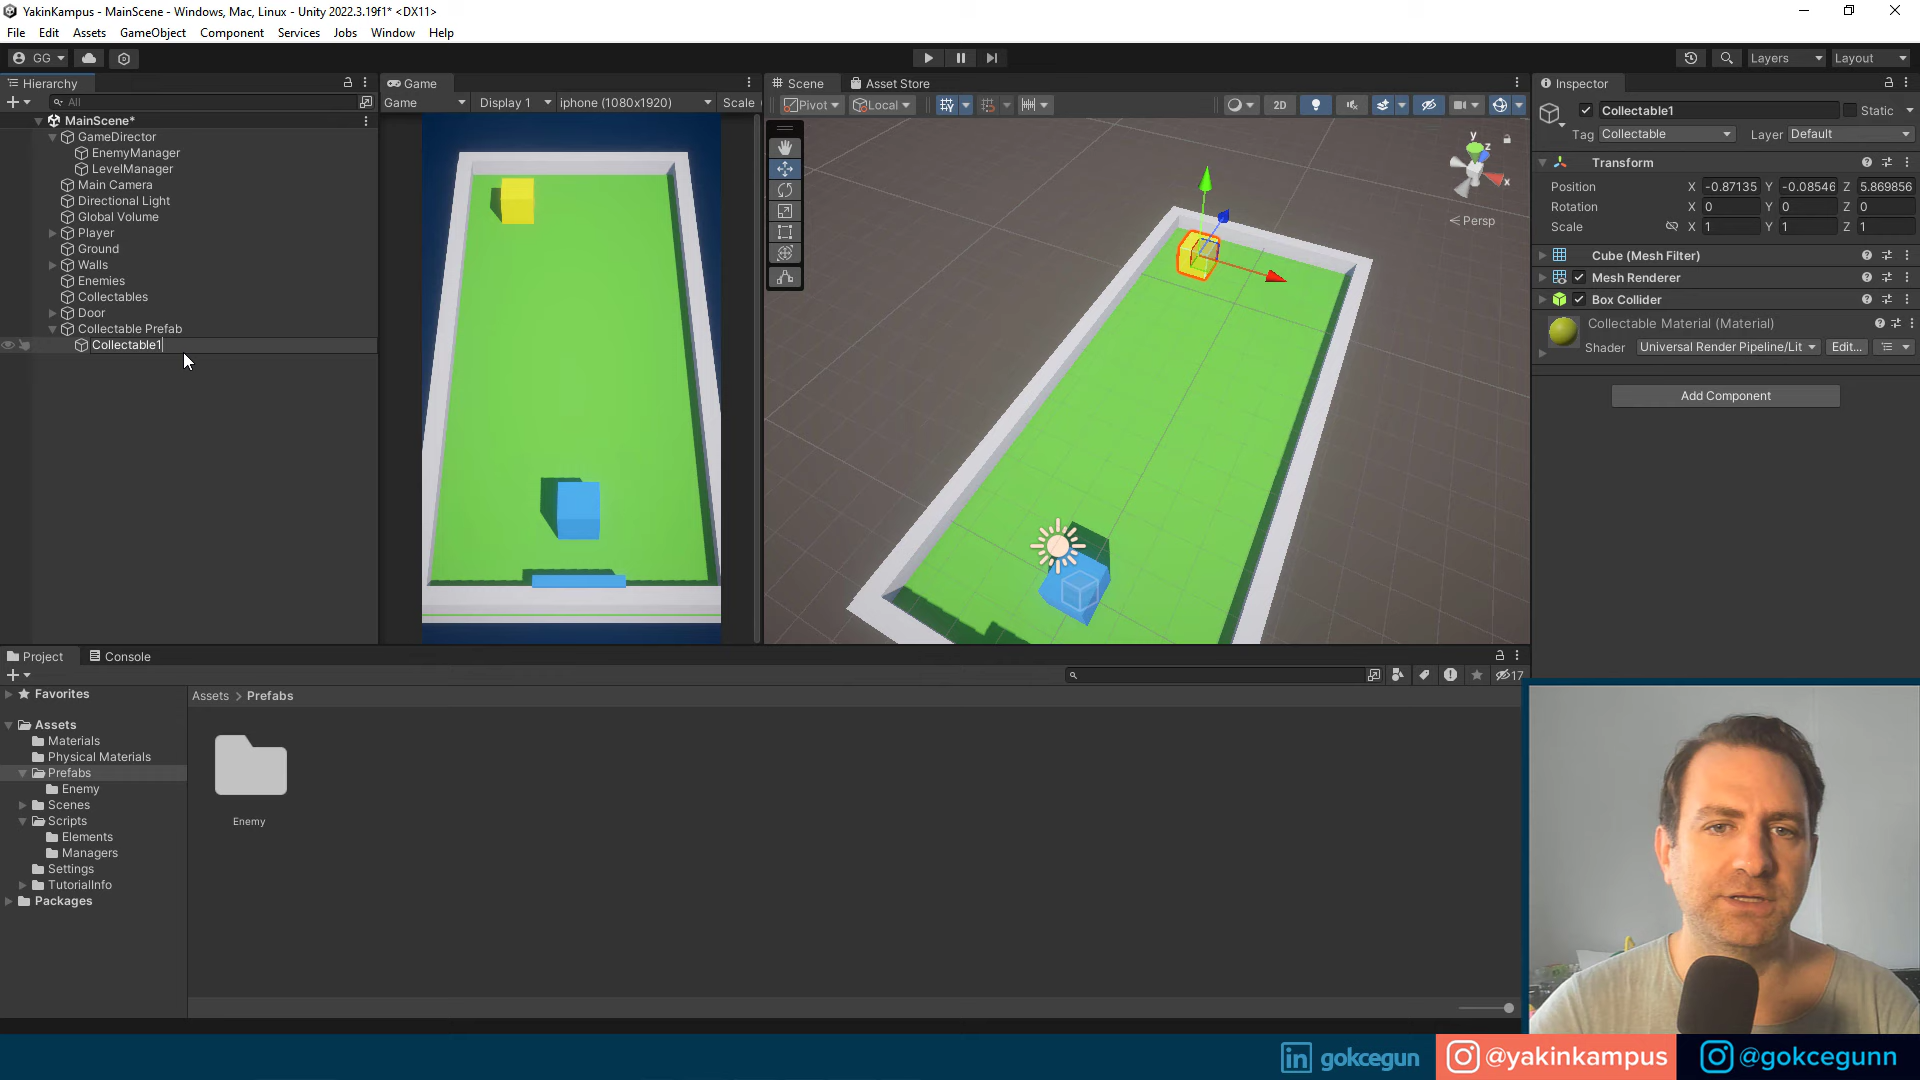 YakinKampus - MainScene - Windows, Mac, Linux - Unity 2022.3.19f1* <DX11>
File Edit Assets GameObject Component Services Jobs Window Help
GG Layers Layout
Hierarchy
All
MainScene*
GameDirector
EnemyManager
LevelManager
Main Camera
Directional Light
Global Volume
Player
Ground
Walls
Enemies
Collectables
Door
Collectable Prefab
Collectable1
Game
Game Display 1 iphone (1080x1920) Scale
Scene Asset Store
Pivot Local 2D
y
z
x
Persp
Inspector
Collectable1 Static
Tag Collectable Layer Default
Transform
Position X -0.87135 Y -0.08546 Z 5.869856
Rotation X 0 Y 0 Z 0
Scale X 1 Y 1 Z 1
Cube (Mesh Filter)
Mesh Renderer
Box Collider
Collectable Material (Material)
Shader Universal Render Pipeline/Lit Edit...
Add Component
Project Console
17
Favorites
Assets
Materials
Physical Materials
Prefabs
Enemy
Scenes
Scripts
Elements
Managers
Settings
TutorialInfo
Packages
Assets > Prefabs
Enemy
in gokcegun @yakinkampus @gokcegunn